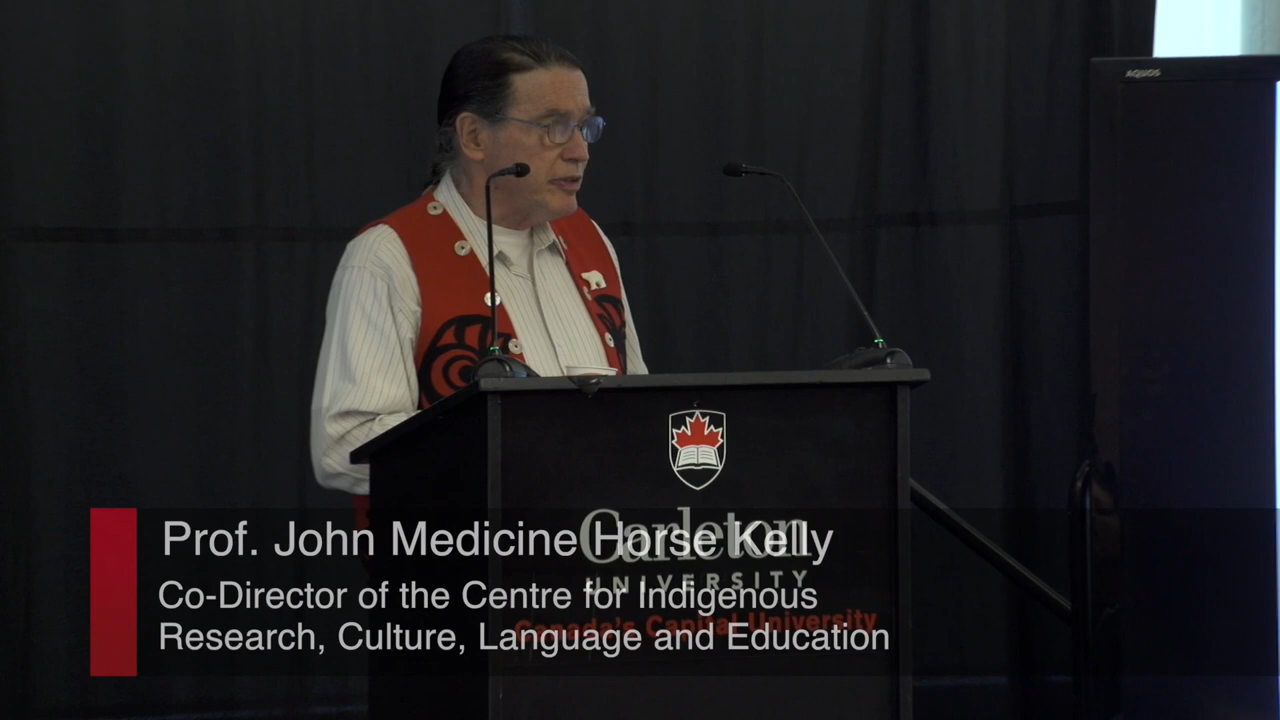 AQUOS
Carleton
UNIVERSITY
Canada's Capital University
Prof. John Medicine Horse Kelly
Co-Director of the Centre for Indigenous
Research, Culture, Language and Education